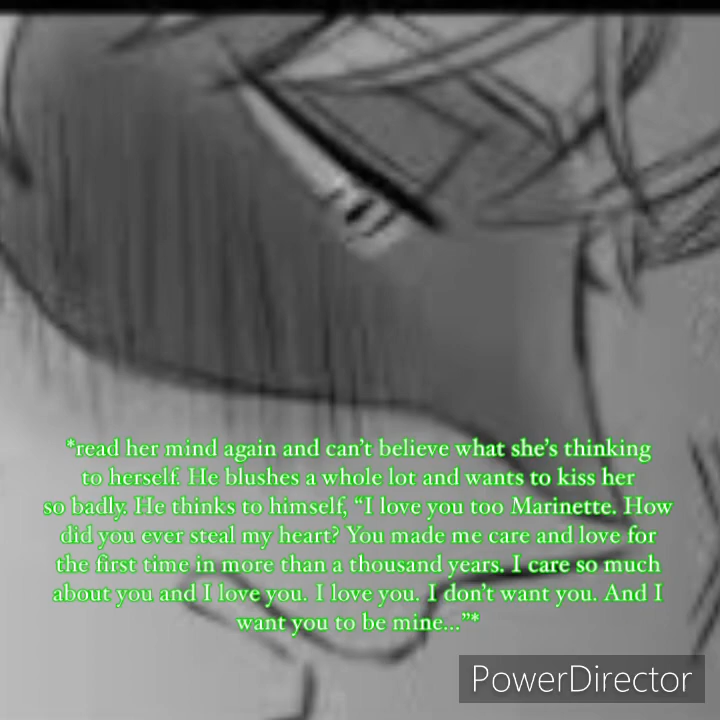 *read her mind again and can’t believe what she’s thinking
to herself. He blushes a whole lot and wants to kiss her
so badly. He thinks to himself, “I love you too Marinette. How
did you ever steal my heart? You made me care and love for
the first time in more than a thousand years. I care so much
about you and I love you. I love you. I don’t want you. And I
want you to be mine...”*
PowerDirector